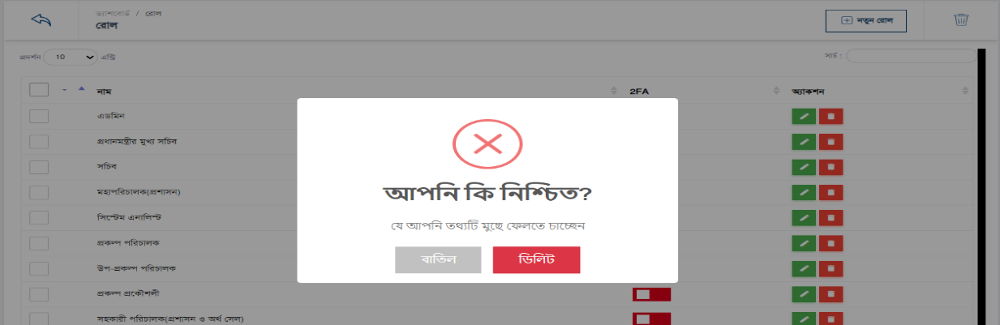 ড্যাশবোর্ড / রোল
রোল
নতুন রোল
প্রদর্শন 10 এন্ট্রি
সার্চ :
নাম 2FA অ্যাকশন
এডমিন
প্রধানমন্ত্রীর মুখ্য সচিব
সচিব
মহাপরিচালক(প্রশাসন)
সিস্টেম এনালিস্ট
প্রকল্প পরিচালক
উপ-প্রকল্প পরিচালক
প্রকল্প প্রকৌশলী
সহকারী পরিচালক(প্রশাসন ও অর্থ সেল)
আপনি কি নিশ্চিত?
যে আপনি তথ্যটি মুছে ফেলতে চাচ্ছেন
বাতিল ডিলিট